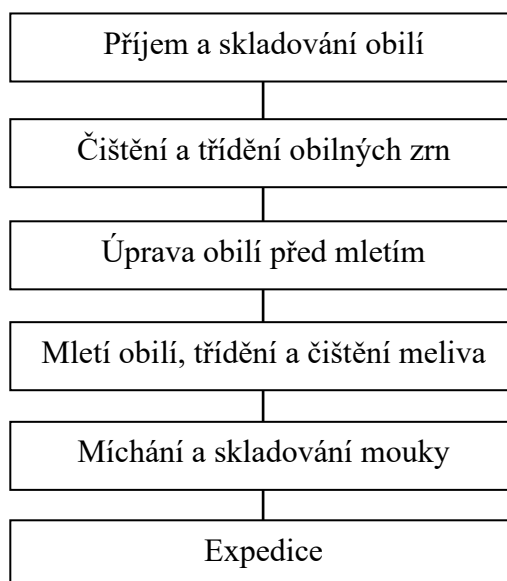 Příjem a skladování obilí
Čištění a třídění obilných zrn
Úprava obilí před mletím
Mletí obilí, třídění a čištění meliva
Míchání a skladování mouky
Expedice